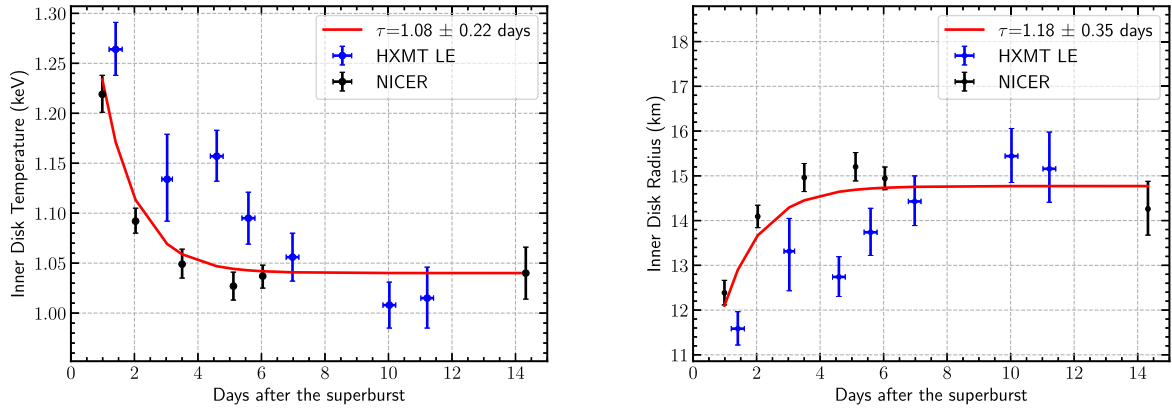 1.30
1.25
1.20
1.15
1.10
1.05
1.00
Inner Disk Temperature (keV)
0 2 4 6 8 10 12 14
Days after the superburst
τ=1.08 ± 0.22 days
HXMT LE
NICER
18
17
16
15
14
13
12
11
Inner Disk Radius (km)
0 2 4 6 8 10 12 14
Days after the superburst
τ=1.18 ± 0.35 days
HXMT LE
NICER